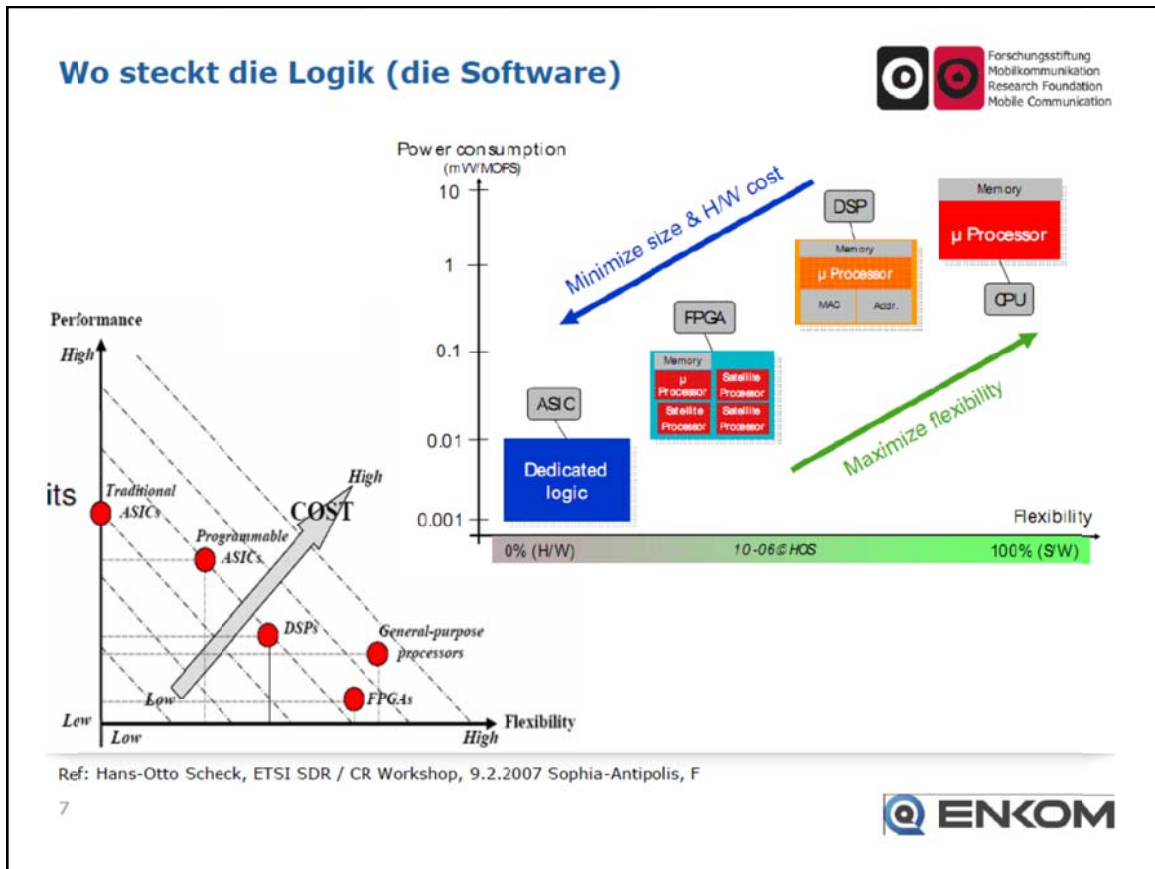 Wo steckt die Logik (die Software)
Forschungsstiftung
Mobilkommunikation
Research Foundation
Mobile Communication
Power consumption
(mW/MOPS)
10
1
0.1
0.01
0.001
Minimize size & H/W cost
Maximize flexibility
ASIC
Dedicated
logic
FPGA
Memory
µ
Processor
Satellite
Processor
Satellite
Processor
Satellite
Processor
DSP
Memory
µ Processor
MAC
Addr.
Memory
µ Processor
CPU
Flexibility
0% (H/W)
10-06 © HOS
100% (S/W)
Performance
High
its
Traditional
ASICs
Programmable
ASICs
COST
High
DSPs
General-purpose
processors
Low
FPGAs
Low
Low
High
Flexibility
Ref: Hans-Otto Scheck, ETSI SDR / CR Workshop, 9.2.2007 Sophia-Antipolis, F
7
ENKOM